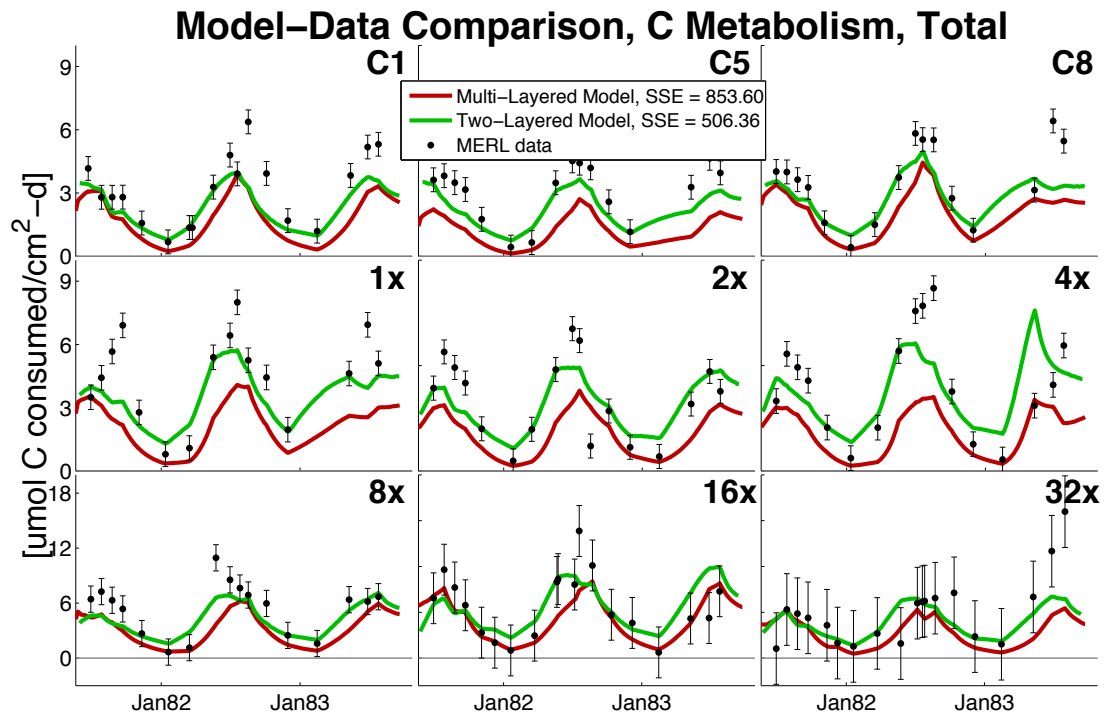 Model–Data Comparison, C Metabolism, Total
C1
C5
C8
Multi-Layered Model, SSE = 853.60
Two-Layered Model, SSE = 506.36
MERL data
9
6
3
0
[umol C consumed/cm²–d]
1x
2x
4x
9
6
3
0
8x
16x
32x
18
12
6
0
Jan82
Jan83
Jan82
Jan83
Jan82
Jan83